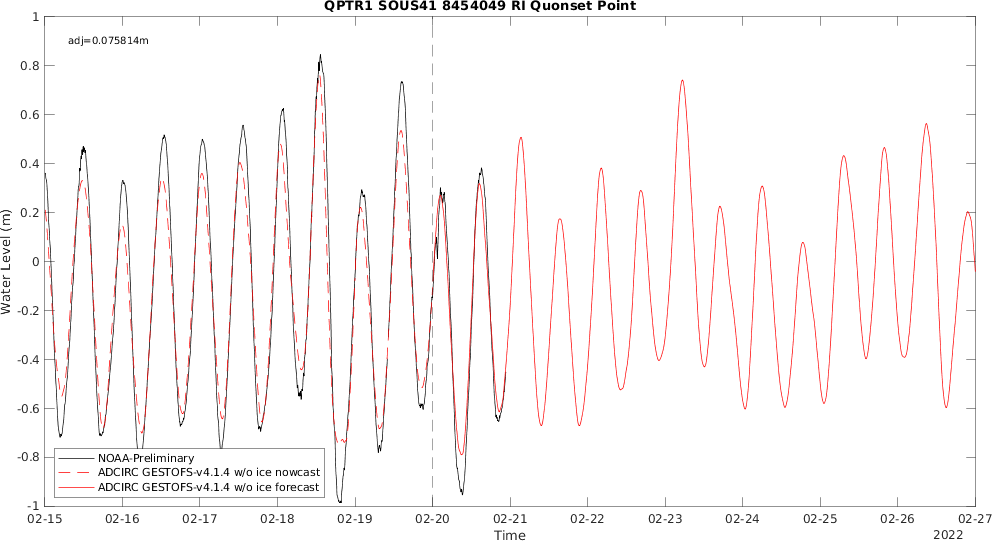 QPTR1 SOUS41 8454049 RI Quonset Point
adj=0.075814m
Water Level (m)
1
0.8
0.6
0.4
0.2
0
-0.2
-0.4
-0.6
-0.8
-1
NOAA-Preliminary
ADCIRC GESTOFS-v4.1.4 w/o ice nowcast
ADCIRC GESTOFS-v4.1.4 w/o ice forecast
02-15 02-16 02-17 02-18 02-19 02-20 02-21 02-22 02-23 02-24 02-25 02-26 02-27
Time
2022